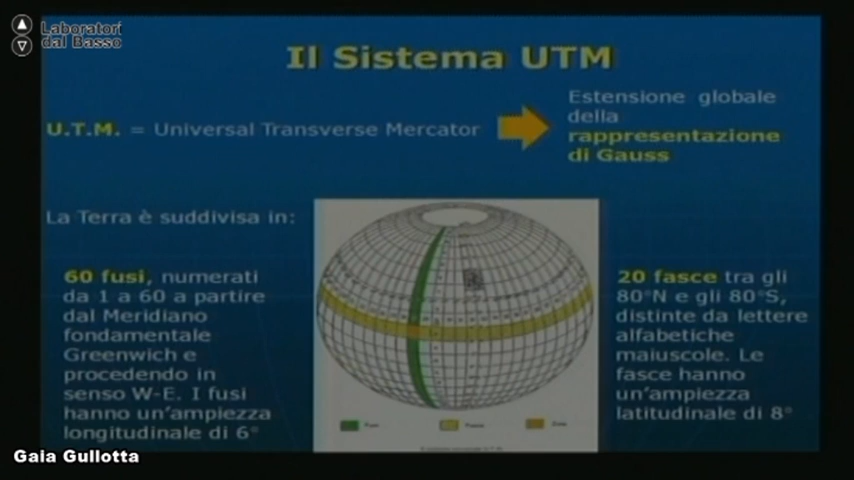 Laboratori
dal Basso
Il Sistema UTM
U.T.M. = Universal Transverse Mercator
Estensione globale
della
rappresentazione
di Gauss
La Terra è suddivisa in:
60 fusi, numerati
da 1 a 60 a partire
dal Meridiano
fondamentale
Greenwich e
procedendo in
senso W-E. I fusi
hanno un'ampiezza
longitudinale di 6°
20 fasce tra gli
80°N e gli 80°S,
distinte da lettere
alfabetiche
maiuscole. Le
fasce hanno
un'ampiezza
latitudinale di 8°
Gaia Gullotta